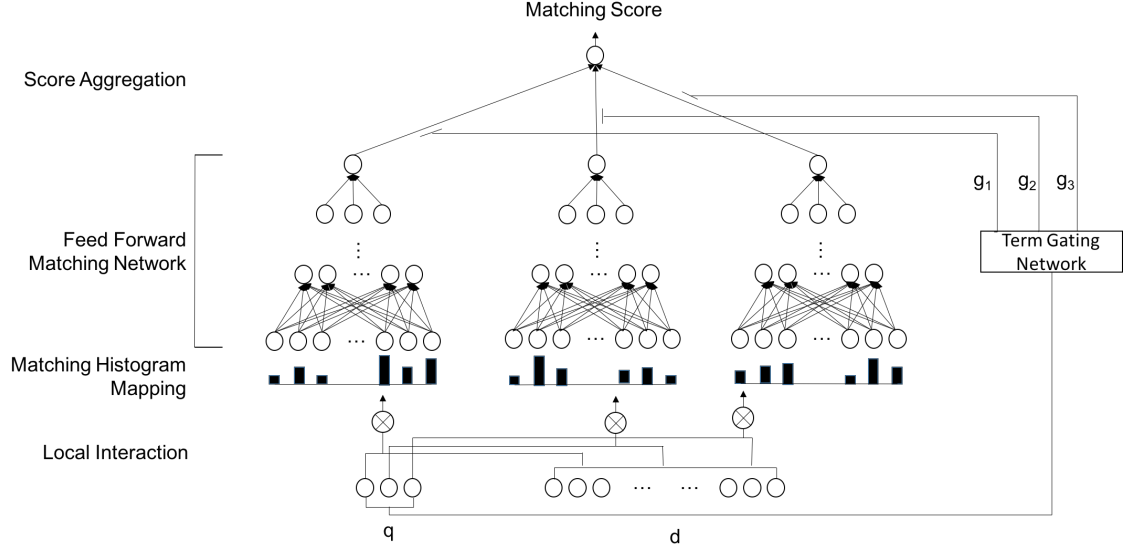 Matching Score
Score Aggregation
g₁ g₂ g₃
Feed Forward
Matching Network
Term Gating
Network
Matching Histogram
Mapping
Local Interaction
q d